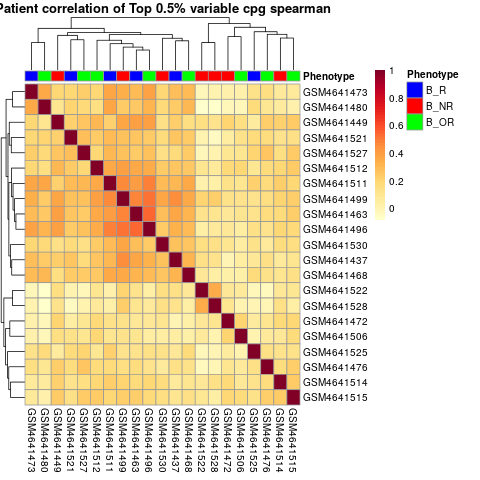 Patient correlation of Top 0.5% variable cpg spearman
Phenotype
GSM4641473
GSM4641480
GSM4641449
GSM4641521
GSM4641527
GSM4641512
GSM4641511
GSM4641499
GSM4641463
GSM4641496
GSM4641530
GSM4641437
GSM4641468
GSM4641522
GSM4641528
GSM4641472
GSM4641506
GSM4641525
GSM4641476
GSM4641514
GSM4641515
1
0.8
0.6
0.4
0.2
0
Phenotype
B_R
B_NR
B_OR
GSM4641473
GSM4641480
GSM4641449
GSM4641521
GSM4641527
GSM4641512
GSM4641511
GSM4641499
GSM4641463
GSM4641496
GSM4641530
GSM4641437
GSM4641468
GSM4641522
GSM4641528
GSM4641472
GSM4641506
GSM4641525
GSM4641476
GSM4641514
GSM4641515